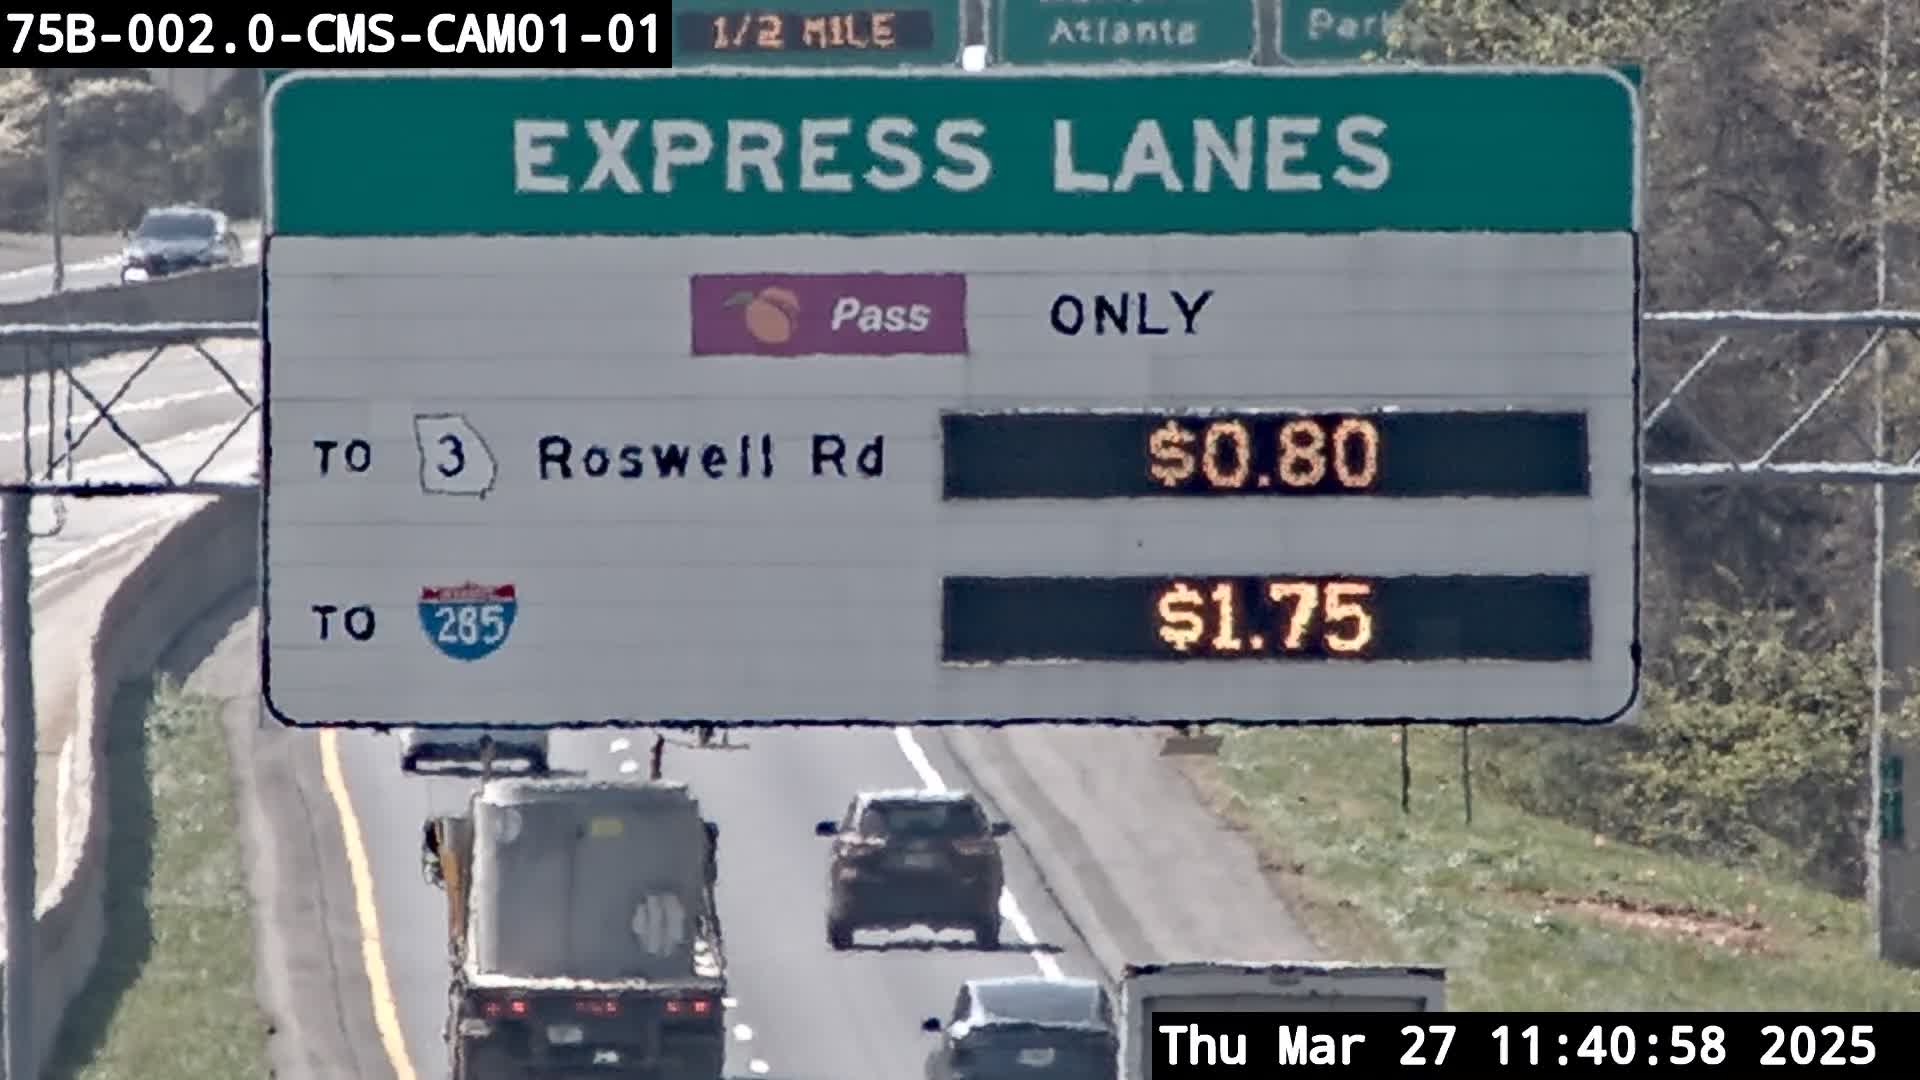 75B-002.0-CMS-CAM01-01
1/2 MILE
Atlanta
EXPRESS LANES
Pass ONLY
TO 3 Roswell Rd $0.80
TO 285 $1.75
Thu Mar 27 11:40:58 2025